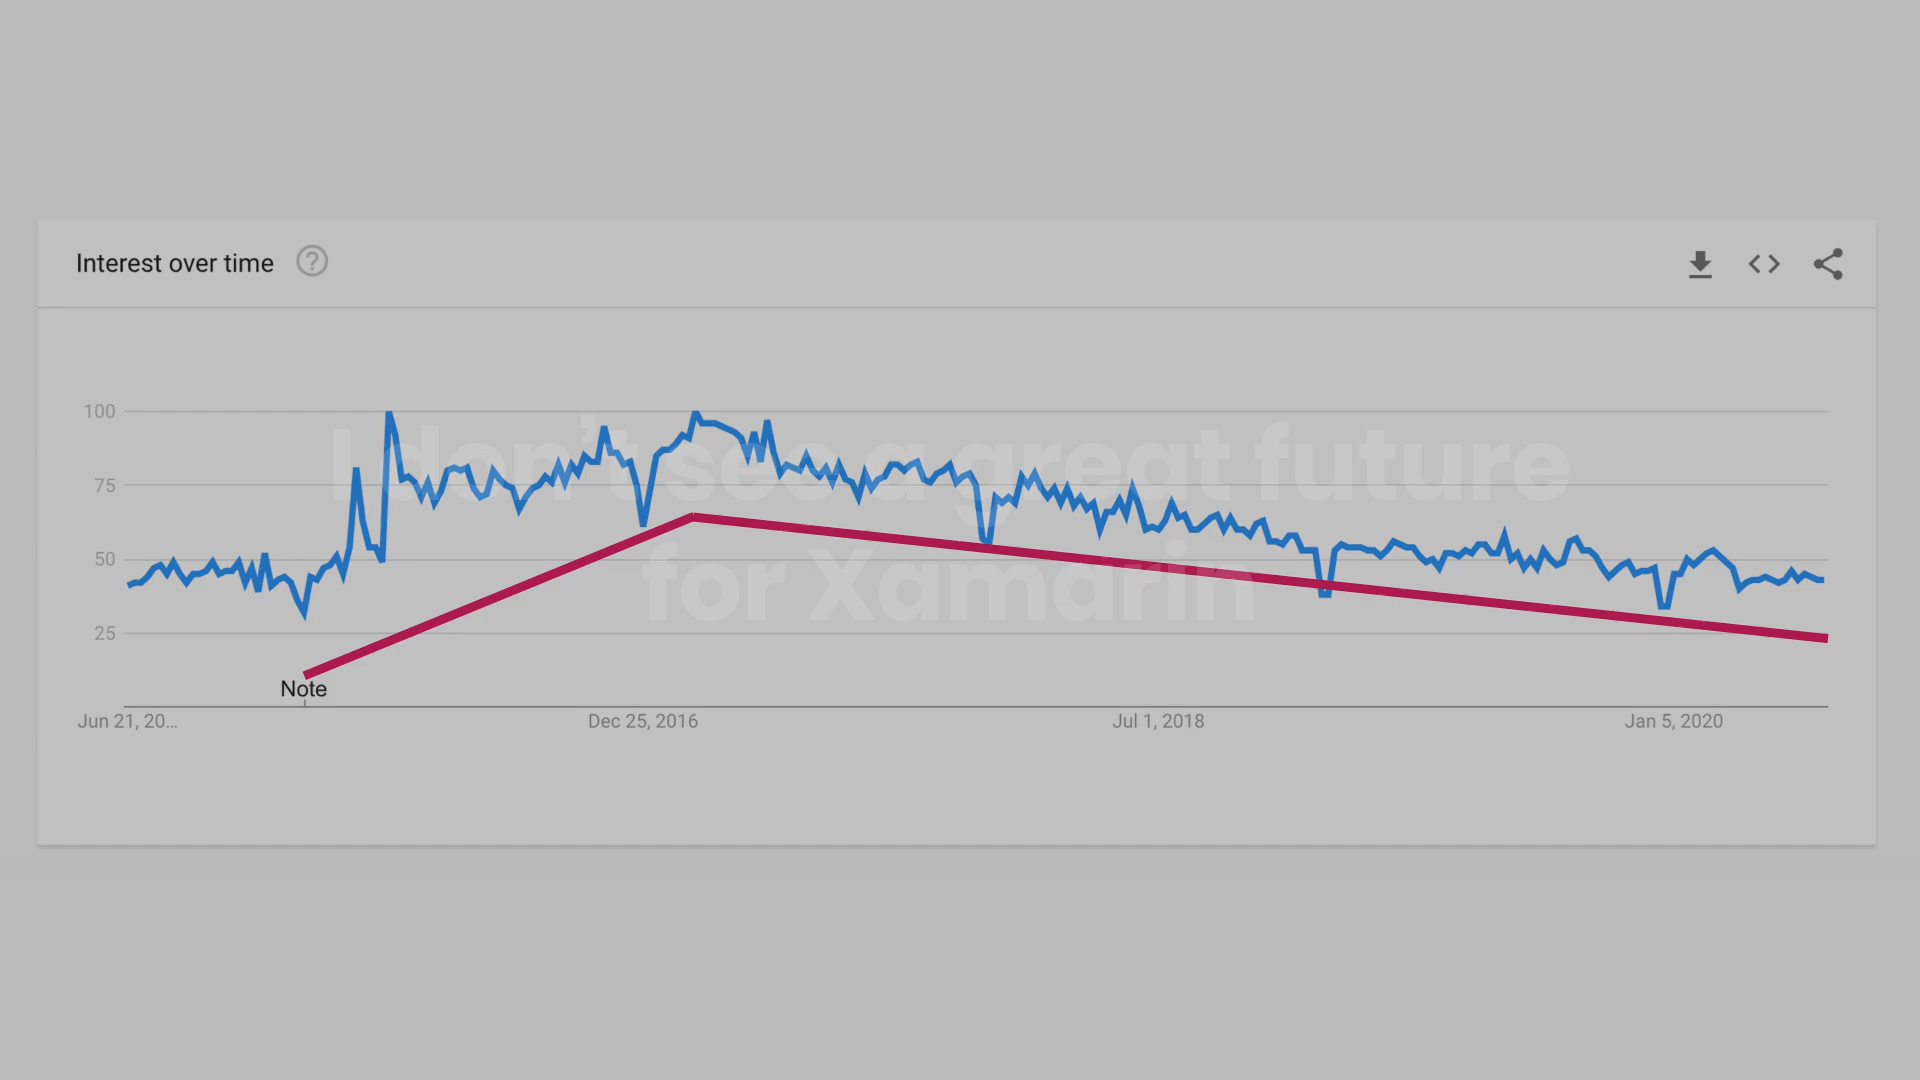 Interest over time ?
100
I don't see a great future
75
50
for Xamarin
25
Note
Jun 21, 20... Dec 25, 2016 Jul 1, 2018 Jan 5, 2020